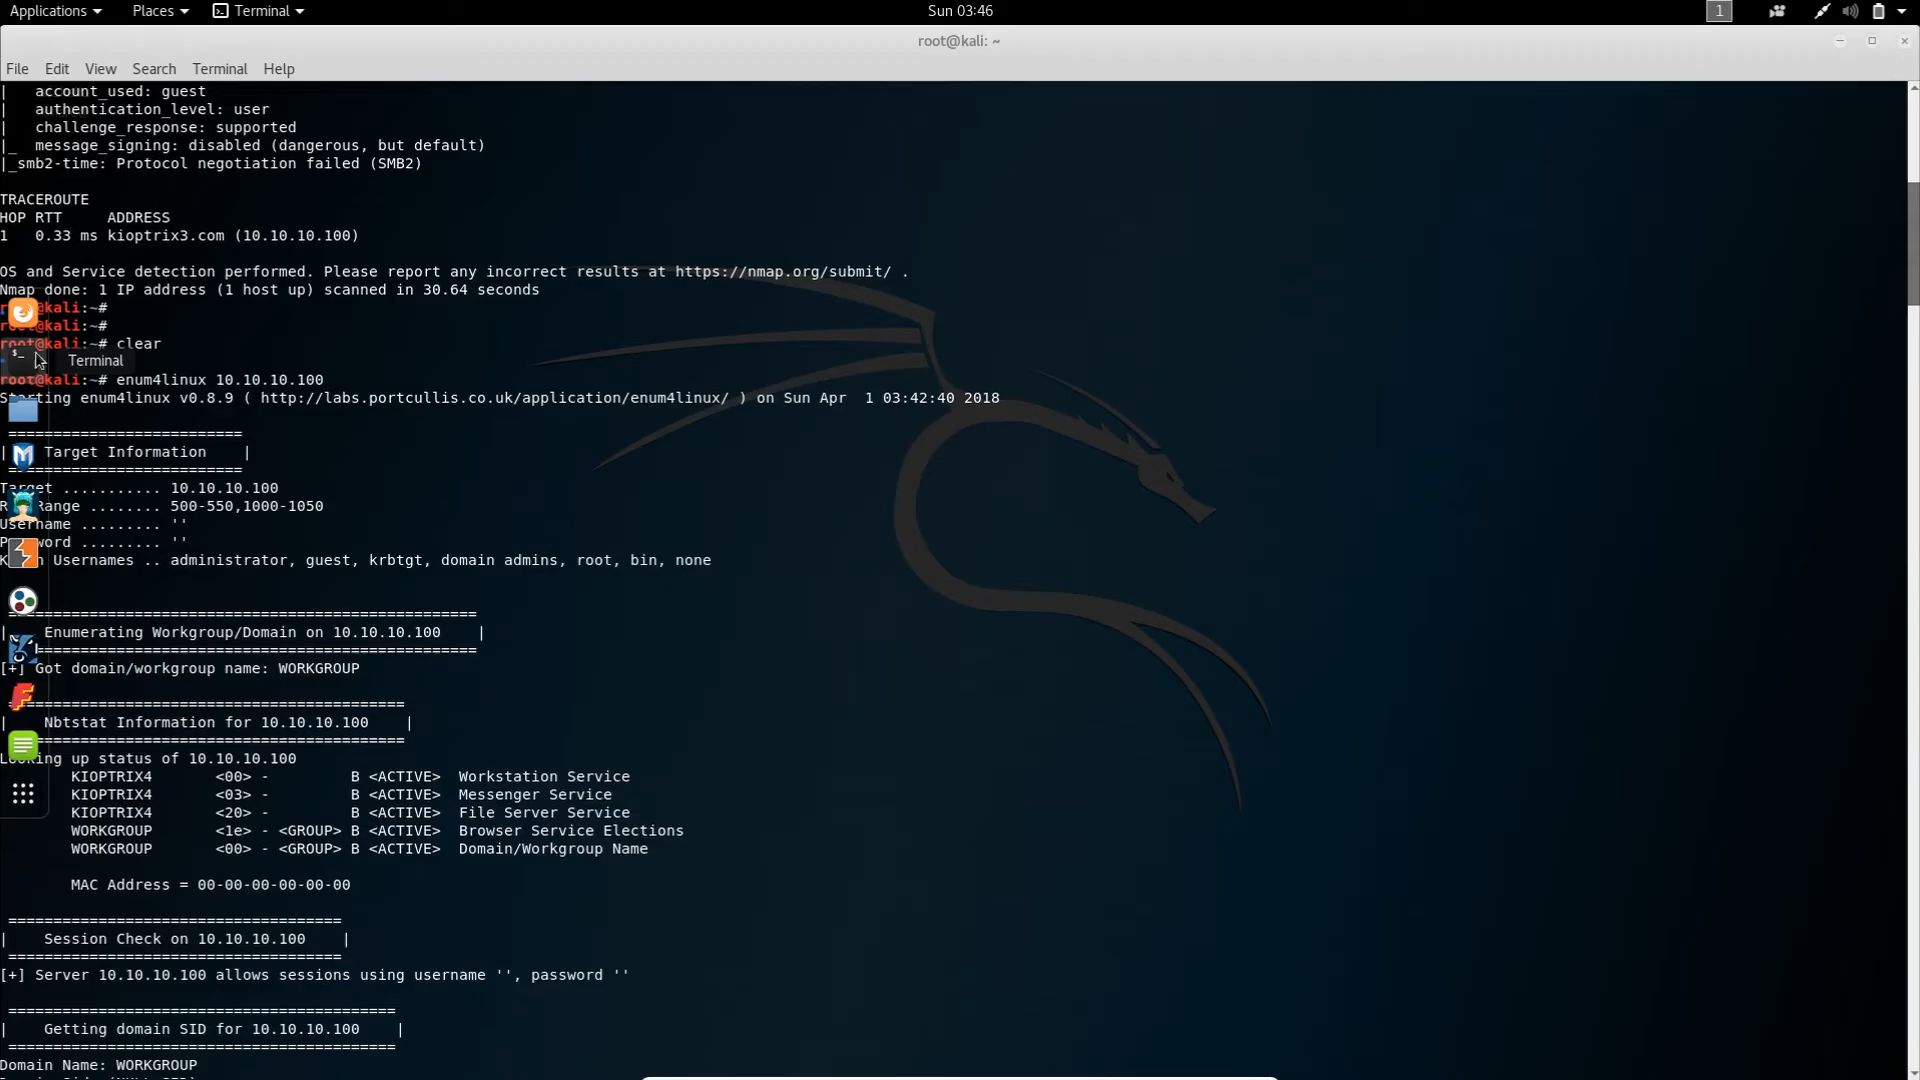 Applications Places Terminal Sun 03:46 1
root@kali: ~
File Edit View Search Terminal Help
|   account_used: guest
|   authentication_level: user
|   challenge_response: supported
|_  message_signing: disabled (dangerous, but default)
|_smb2-time: Protocol negotiation failed (SMB2)
TRACEROUTE
HOP RTT     ADDRESS
1   0.33 ms kioptrix3.com (10.10.10.100)
OS and Service detection performed. Please report any incorrect results at https://nmap.org/submit/ .
Nmap done: 1 IP address (1 host up) scanned in 30.64 seconds
root@kali:~#
root@kali:~#
root@kali:~# clear
Terminal
root@kali:~# enum4linux 10.10.10.100
Starting enum4linux v0.8.9 ( http://labs.portcullis.co.uk/application/enum4linux/ ) on Sun Apr  1 03:42:40 2018
 ==========================
|    Target Information    |
 ==========================
Target ........... 10.10.10.100
Range ........ 500-550,1000-1050
Username ......... ''
word ......... ''
Usernames .. administrator, guest, krbtgt, domain admins, root, bin, none
 ====================================================
|    Enumerating Workgroup/Domain on 10.10.10.100    |
 ====================================================
[+] Got domain/workgroup name: WORKGROUP
 ============================================
|    Nbtstat Information for 10.10.10.100    |
 ============================================
Looking up status of 10.10.10.100
KIOPTRIX4       <00> -         B <ACTIVE>  Workstation Service
KIOPTRIX4       <03> -         B <ACTIVE>  Messenger Service
KIOPTRIX4       <20> -         B <ACTIVE>  File Server Service
WORKGROUP       <1e> - <GROUP> B <ACTIVE>  Browser Service Elections
WORKGROUP       <00> - <GROUP> B <ACTIVE>  Domain/Workgroup Name
MAC Address = 00-00-00-00-00-00
 =====================================
|    Session Check on 10.10.10.100    |
 =====================================
[+] Server 10.10.10.100 allows sessions using username '', password ''
 ===========================================
|    Getting domain SID for 10.10.10.100    |
 ===========================================
Domain Name: WORKGROUP